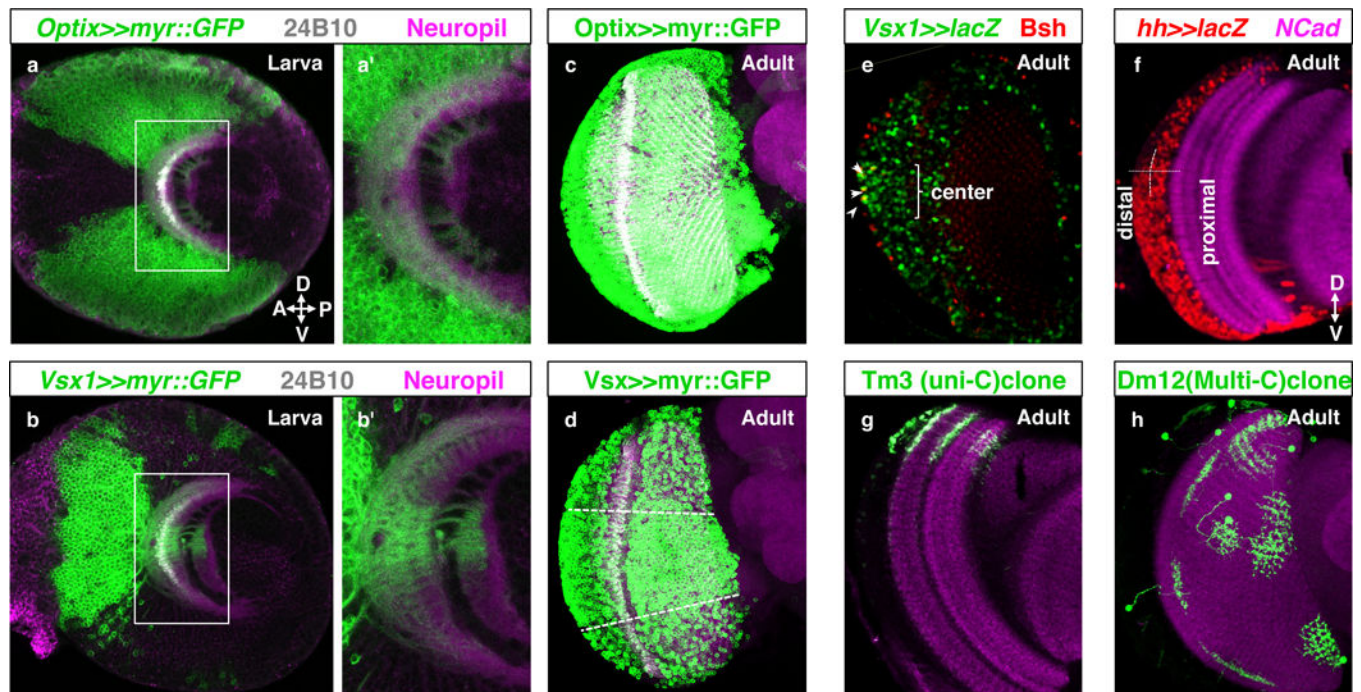 Optix>>myr::GFP 24B10 Neuropil
Optix>>myr::GFP
Vsx1>>lacZ Bsh
hh>>lacZ NCad
a Larva
a'
c Adult
e Adult
f Adult
center
distal
proximal
D
A P
V
D
V
Vsx1>>myr::GFP 24B10 Neuropil
Vsx>>myr::GFP
Tm3 (uni-C)clone
Dm12(Multi-C)clone
b Larva
b'
d Adult
g Adult
h Adult